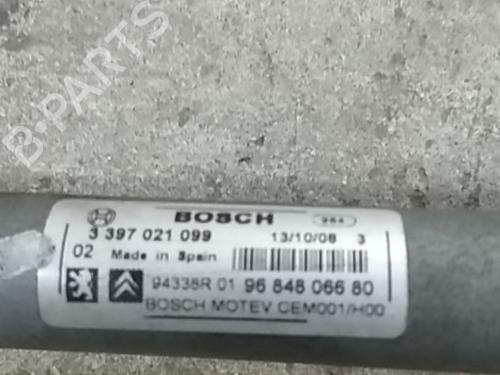 B-PARTS
BOSCH 984
3 397 021 099 13/10/08 3
02 Made in Spain
94338R 01 96 848 066 80
BOSCH MOTEV CEM001/H00